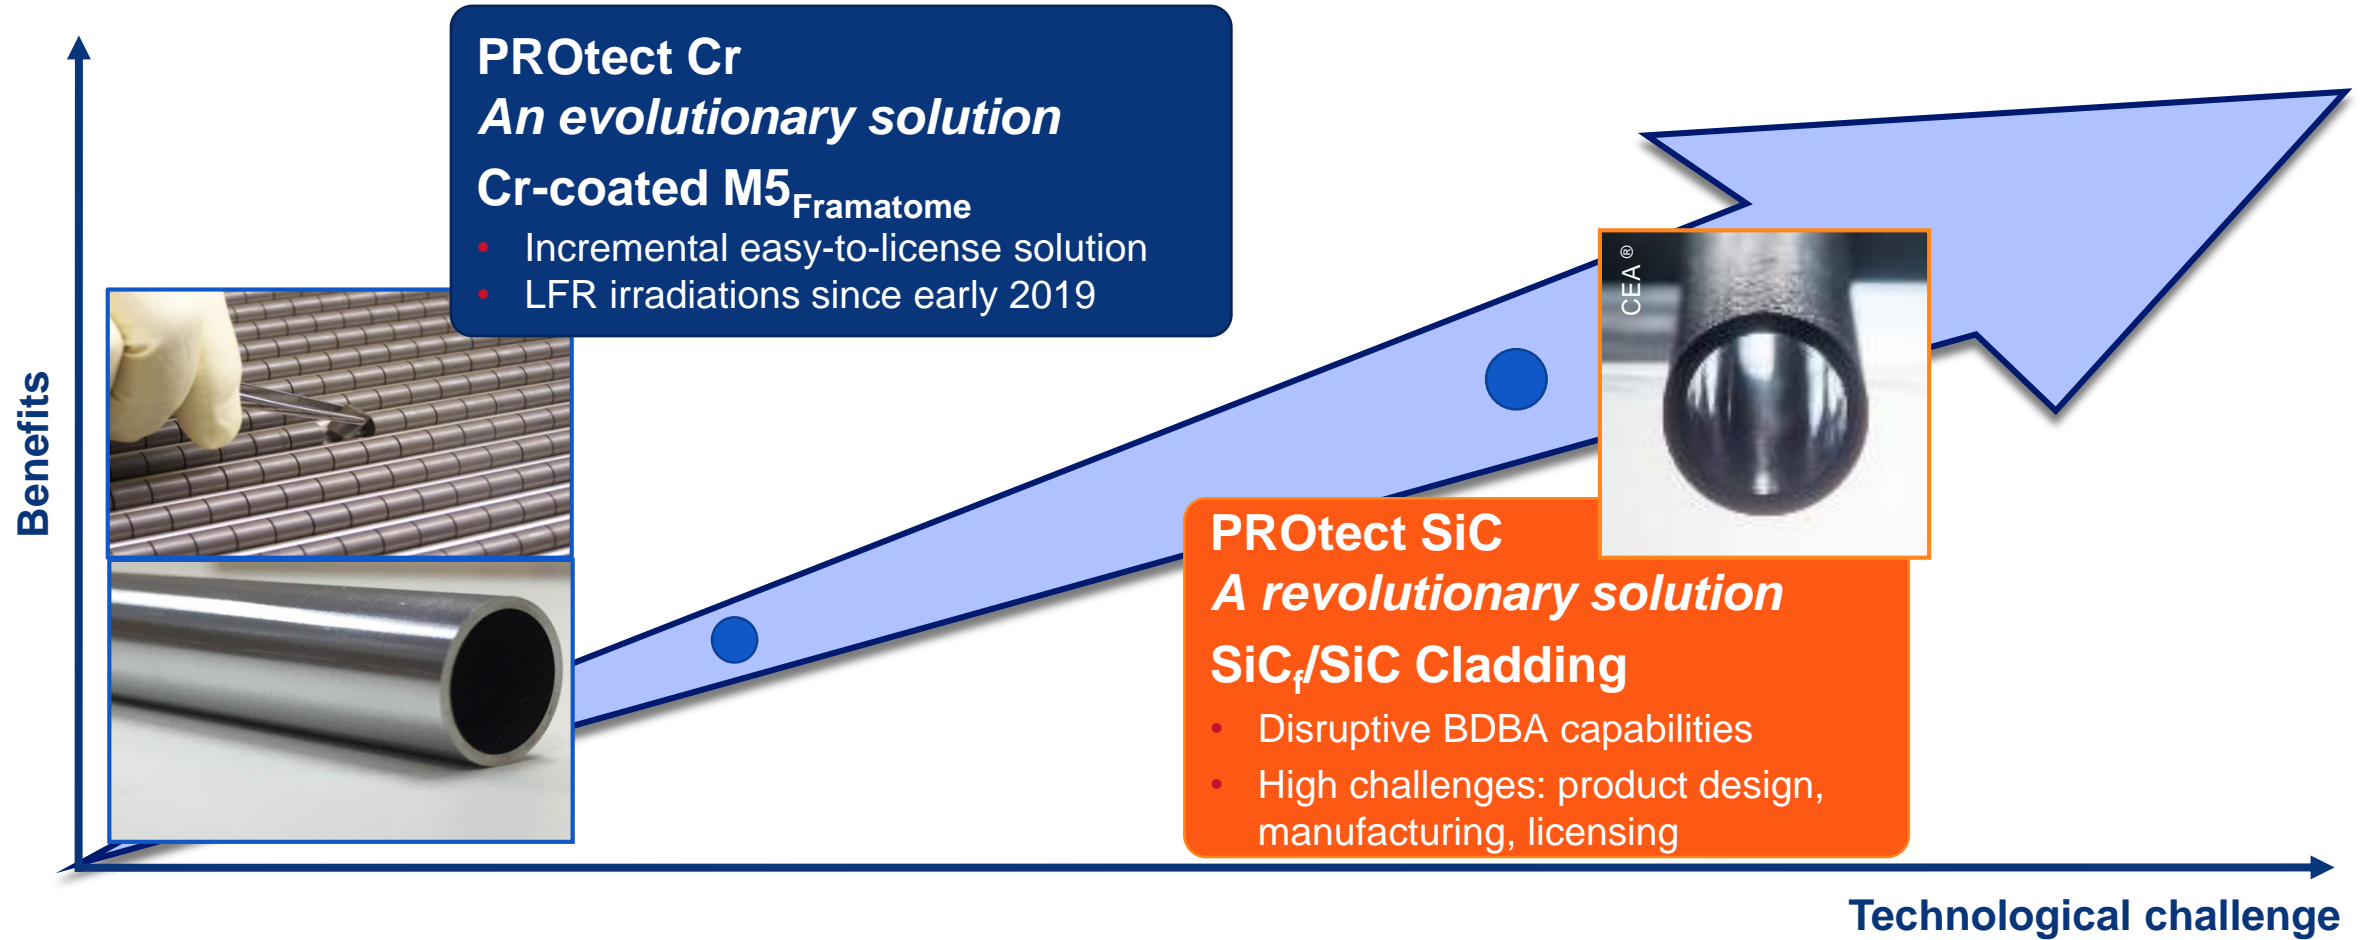 PROtect Cr
An evolutionary solution
Cr-coated M5Framatome
• Incremental easy-to-license solution
• LFR irradiations since early 2019
Benefits
CEA ®
PROtect SiC
A revolutionary solution
SiCf/SiC Cladding
• Disruptive BDBA capabilities
• High challenges: product design,
manufacturing, licensing
Technological challenge